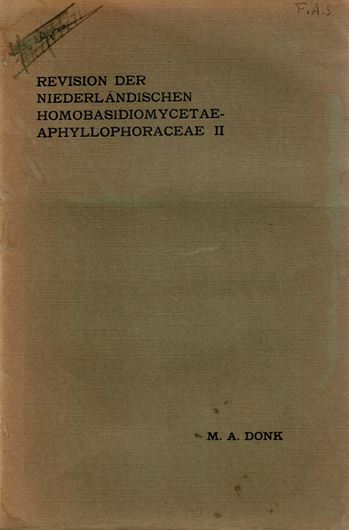 F.A.S.
REVISION DER
NIEDERLÄNDISCHEN
HOMOBASIDIOMYCETAE-
APHYLLOPHORACEAE II
M. A. DONK